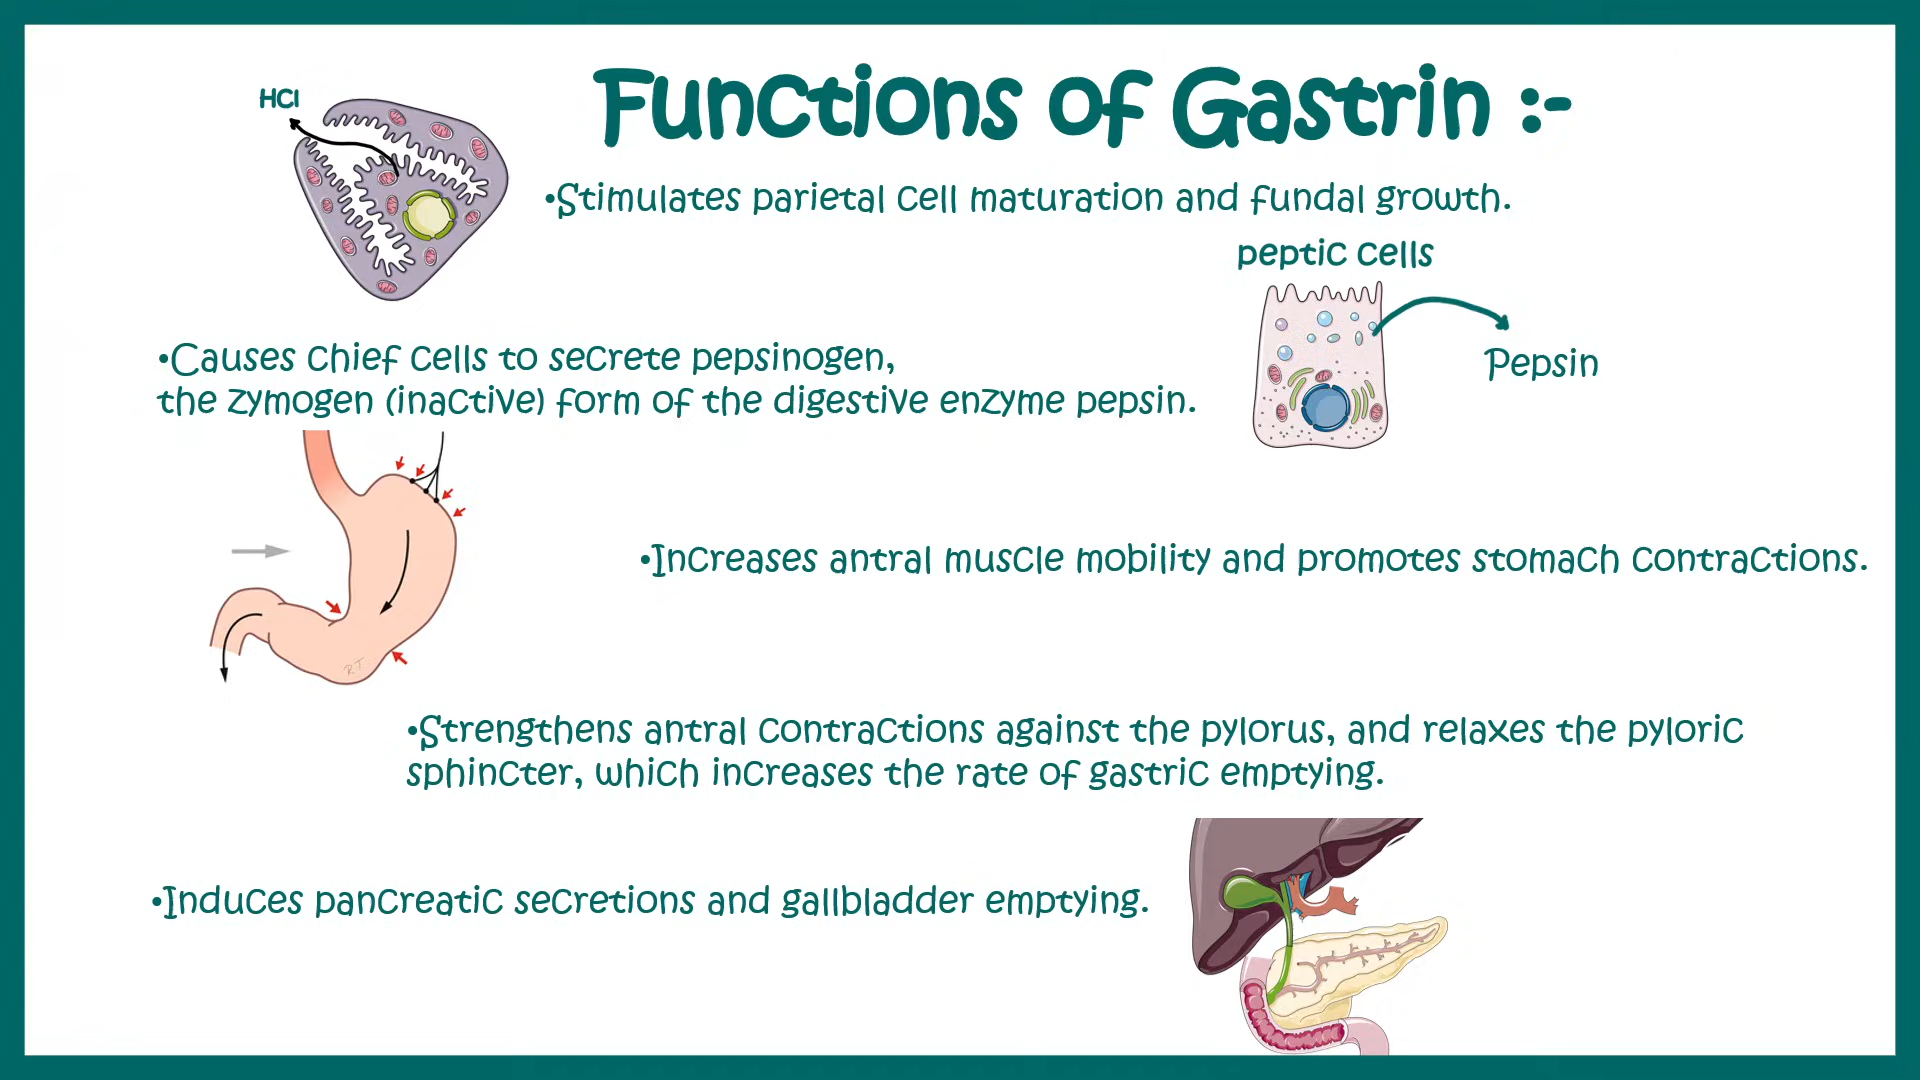 Functions of Gastrin :-
HCl
•Stimulates parietal cell maturation and fundal growth.
peptic cells
•Causes chief cells to secrete pepsinogen,
the zymogen (inactive) form of the digestive enzyme pepsin.
Pepsin
•Increases antral muscle mobility and promotes stomach contractions.
RT
•Strengthens antral contractions against the pylorus, and relaxes the pyloric
sphincter, which increases the rate of gastric emptying.
•Induces pancreatic secretions and gallbladder emptying.